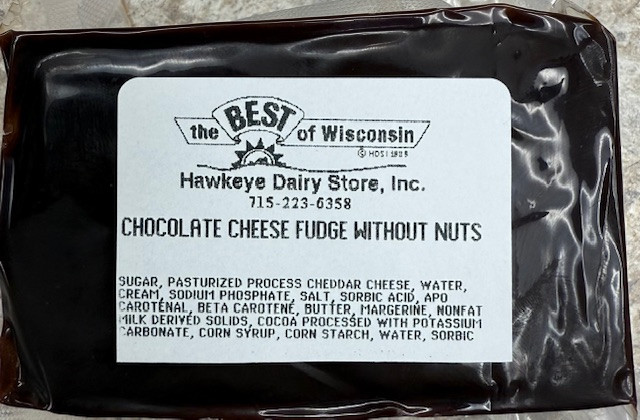 the BEST of Wisconsin
Hawkeye Dairy Store, Inc.
715-223-6358
CHOCOLATE CHEESE FUDGE WITHOUT NUTS
SUGAR, PASTURIZED PROCESS CHEDDAR CHEESE, WATER,
CREAM, SODIUM PHOSPHATE, SALT, SORBIC ACID, APO
CAROTENAL, BETA CAROTENE, BUTTER, MARGERINE, NONFAT
MILK DERIVED SOLIDS, COCOA PROCESSED WITH POTASSIUM
CARBONATE, CORN SYRUP, CORN STARCH, WATER, SORBIC